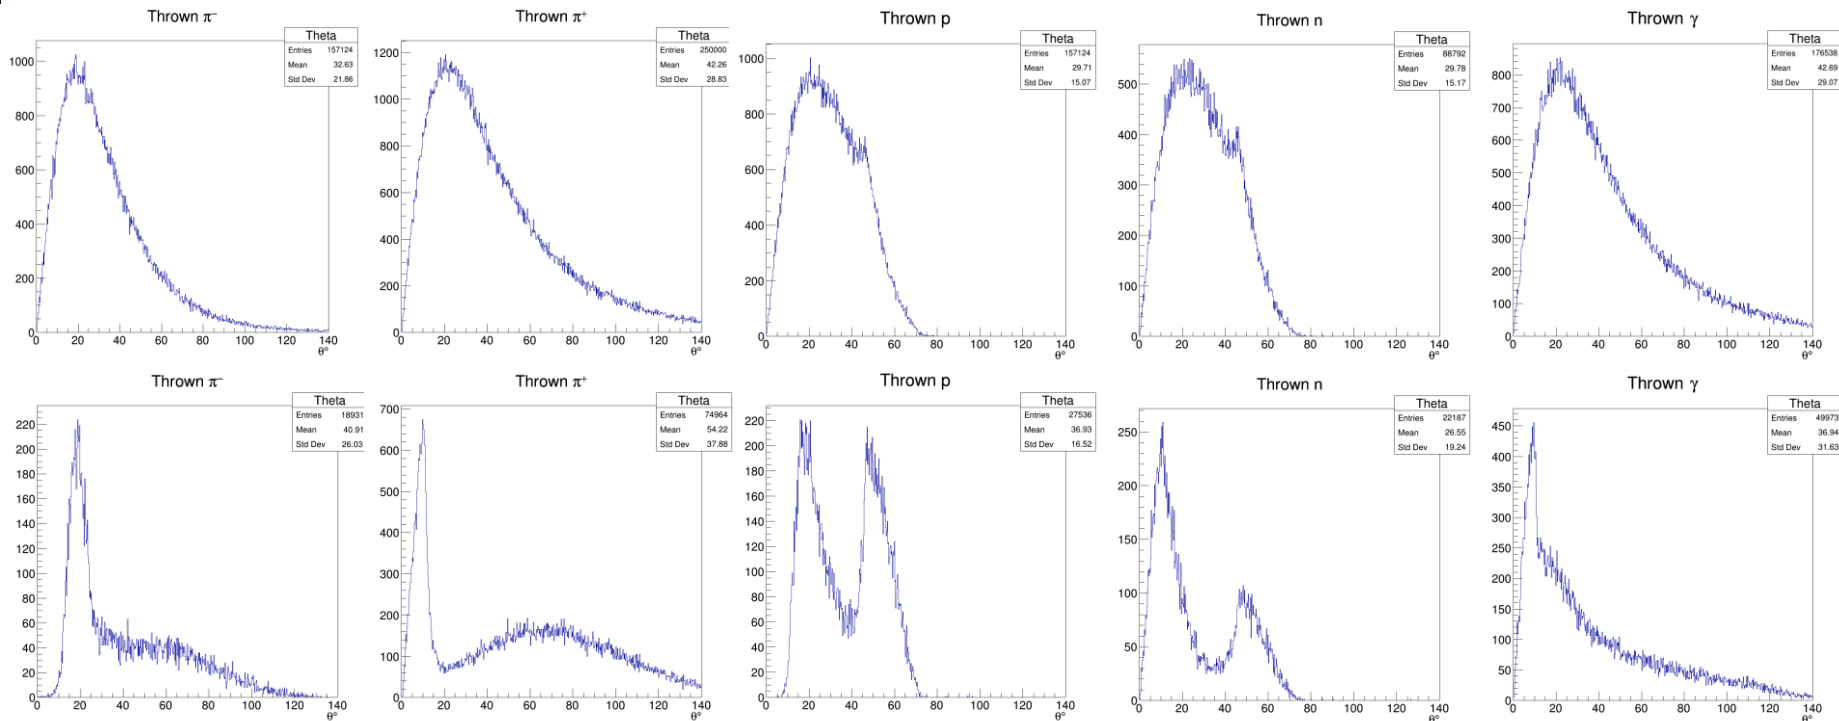 Thrown π⁻
Theta
Entries 157124
Mean 32.63
Std Dev 21.86
1000
800
600
400
200
0
0 20 40 60 80 100 120 140
θ°
Thrown π⁺
Theta
Entries 250000
Mean 42.26
Std Dev 28.83
1200
1000
800
600
400
200
0
0 20 40 60 80 100 120 140
θ°
Thrown p
Theta
Entries 157124
Mean 29.71
Std Dev 15.07
1000
800
600
400
200
0
0 20 40 60 80 100 120 140
θ°
Thrown n
Theta
Entries 88792
Mean 29.78
Std Dev 15.17
500
400
300
200
100
0
0 20 40 60 80 100 120 140
θ°
Thrown γ
Theta
Entries 176538
Mean 42.69
Std Dev 29.07
800
700
600
500
400
300
200
100
0
0 20 40 60 80 100 120 140
θ°
Thrown π⁻
Theta
Entries 18931
Mean 40.91
Std Dev 26.03
220
200
180
160
140
120
100
80
60
40
20
0
0 20 40 60 80 100 120 140
θ°
Thrown π⁺
Theta
Entries 74964
Mean 54.22
Std Dev 37.88
700
600
500
400
300
200
100
0
0 20 40 60 80 100 120 140
θ°
Thrown p
Theta
Entries 27536
Mean 36.93
Std Dev 16.52
220
200
180
160
140
120
100
80
60
40
20
0
0 20 40 60 80 100 120 140
θ°
Thrown n
Theta
Entries 22187
Mean 26.55
Std Dev 19.24
250
200
150
100
50
0
0 20 40 60 80 100 120 140
θ°
Thrown γ
Theta
Entries 49973
Mean 36.94
Std Dev 31.63
450
400
350
300
250
200
150
100
50
0
0 20 40 60 80 100 120 140
θ°